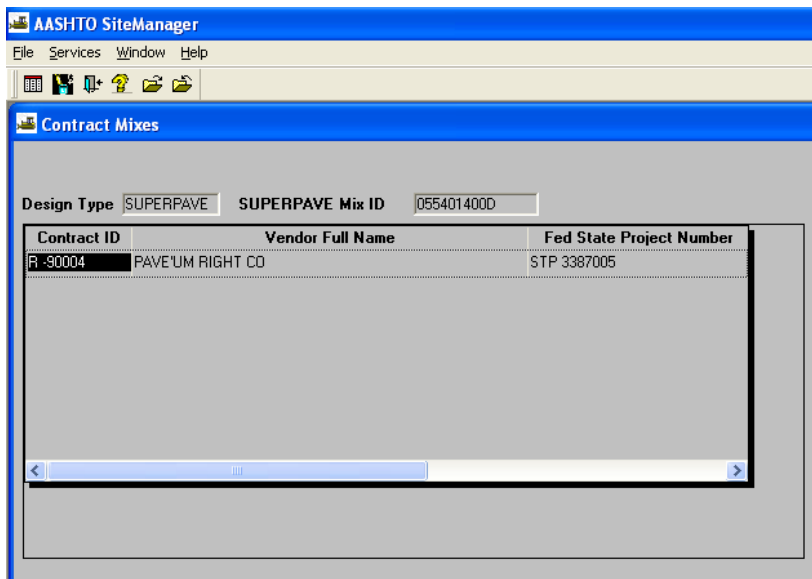 AASHTO SiteManager
File Services Window Help
Contract Mixes
Design Type SUPERPAVE SUPERPAVE Mix ID 055401400D
Contract ID Vendor Full Name Fed State Project Number
R -90004 PAVE'UM RIGHT CO STP 3387005